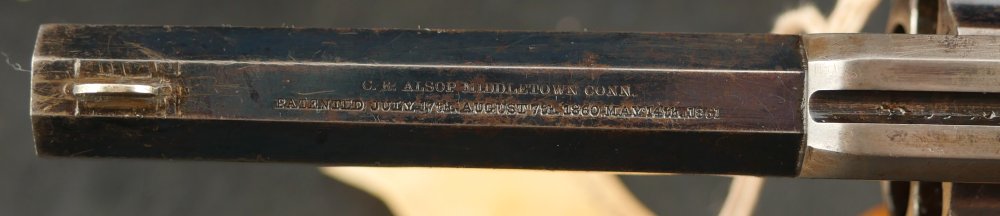 C. R. ALSOP MIDDLETOWN CONN.
PATENTED JULY. 17TH. AUGUST 7TH. 1860. MAY 14TH. 1861